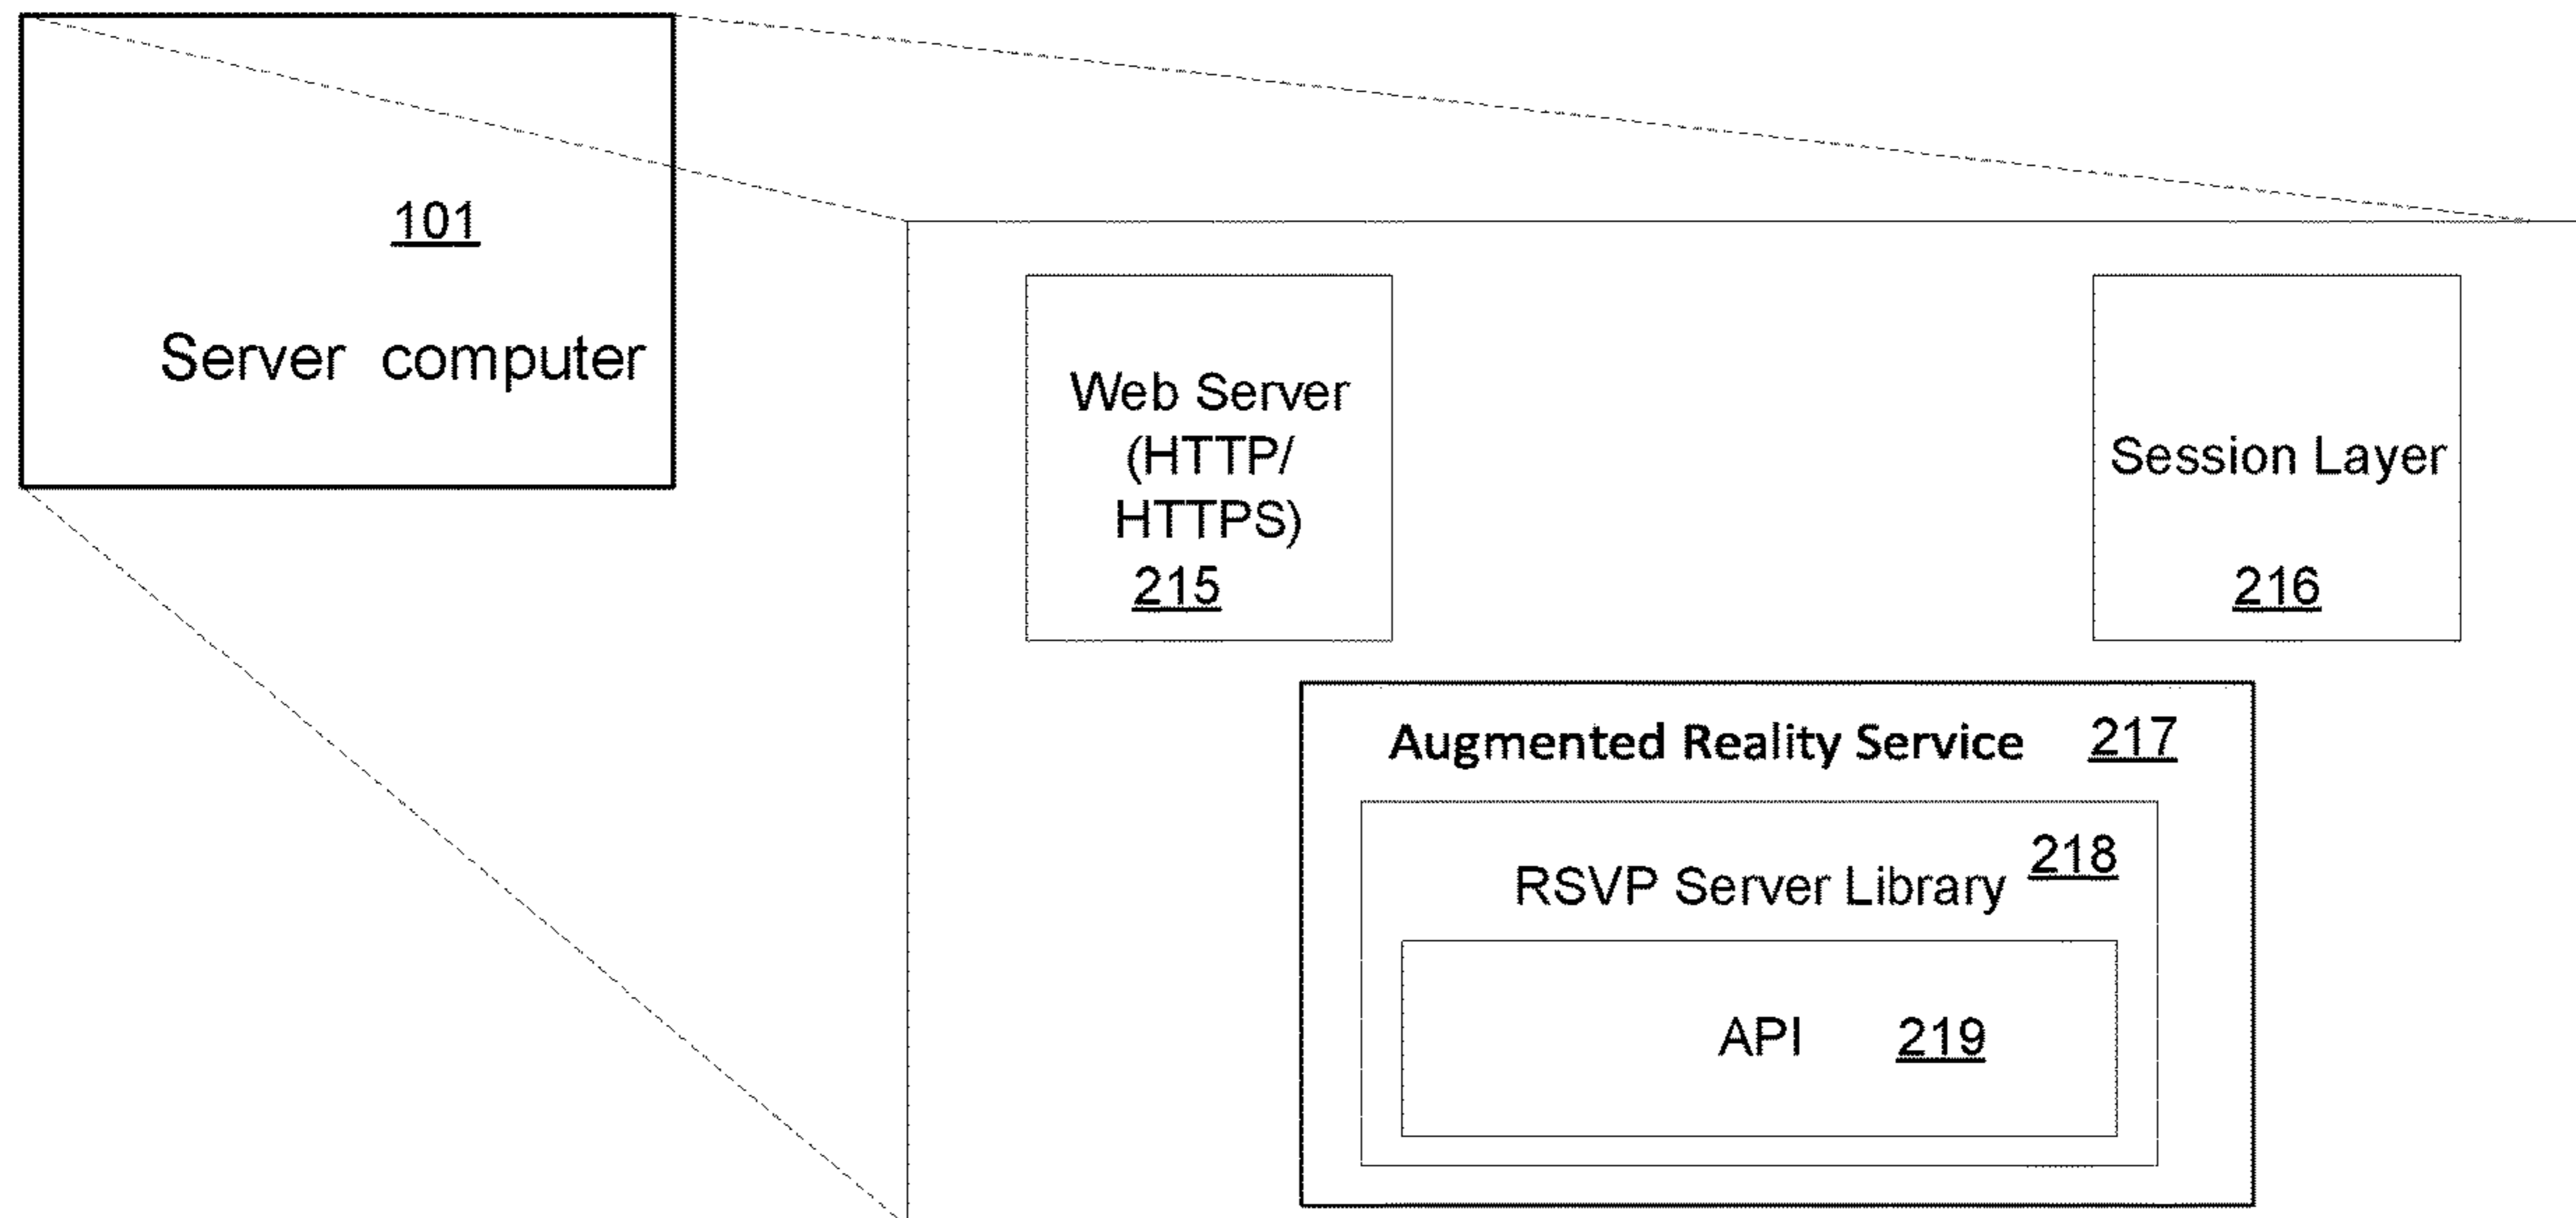 101
Server computer
Web Server
(HTTP/
HTTPS)
215
Session Layer
216
Augmented Reality Service 217
218
RSVP Server Library
API 219